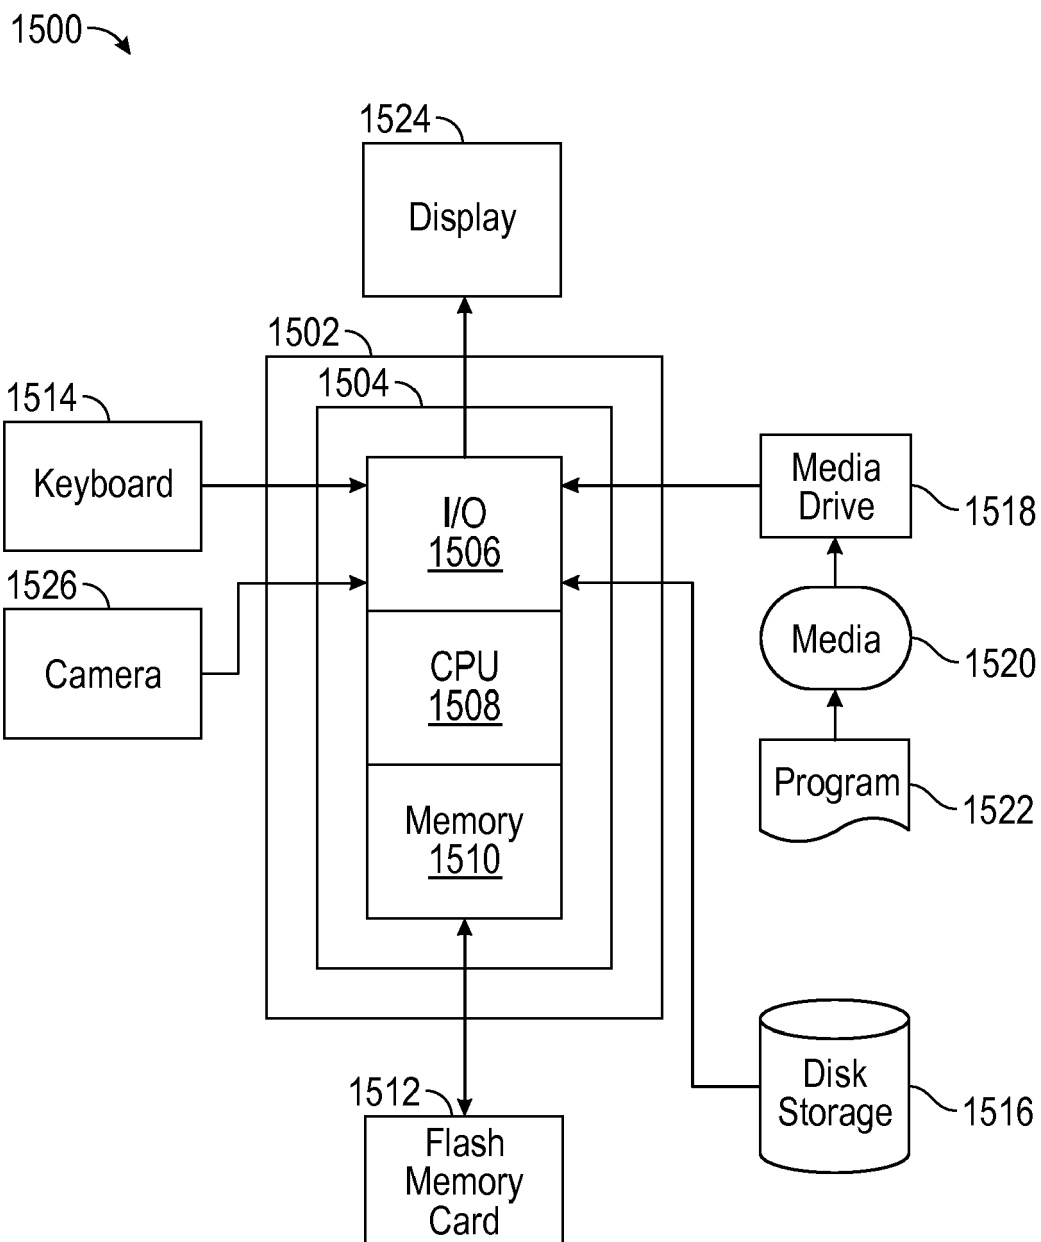 1500
1524
Display
1502
1504
1514
Keyboard
I/O
1506
Media
Drive
1518
1526
Camera
CPU
1508
Media
1520
Program
1522
Memory
1510
Disk
Storage
1516
1512
Flash
Memory
Card